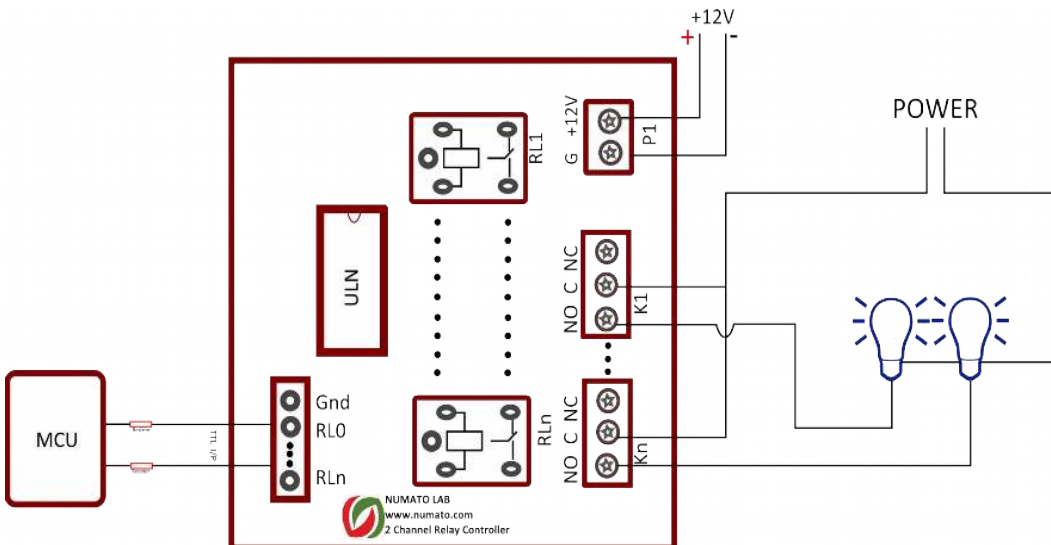 +12V
+ -
POWER
RL1
G +12V
P1
ULN
NO C NC
K1
MCU
TTL I/P
Gnd
RL0
RLn
RLn
NO C NC
Kn
NUMATO LAB
www.numato.com
2 Channel Relay Controller